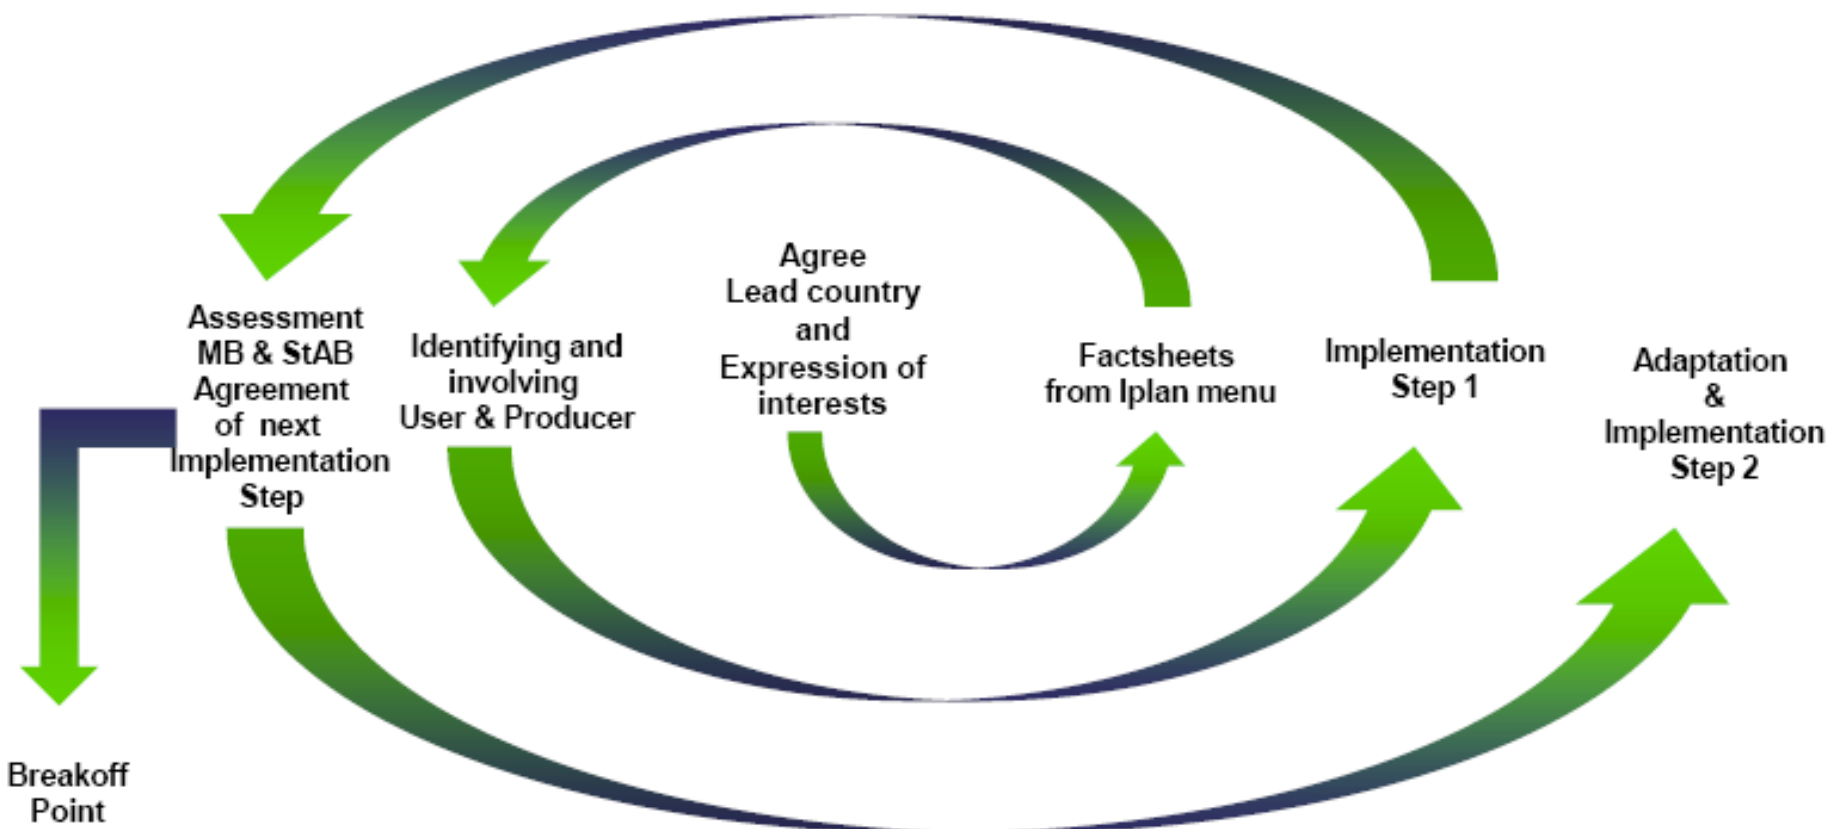 Assessment
MB & StAB
Agreement
of next
Implementation
Step
Identifying and
involving
User & Producer
Agree
Lead country
and
Expression of
interests
Factsheets
from Iplan menu
Implementation
Step 1
Adaptation
&
Implementation
Step 2
Breakoff
Point